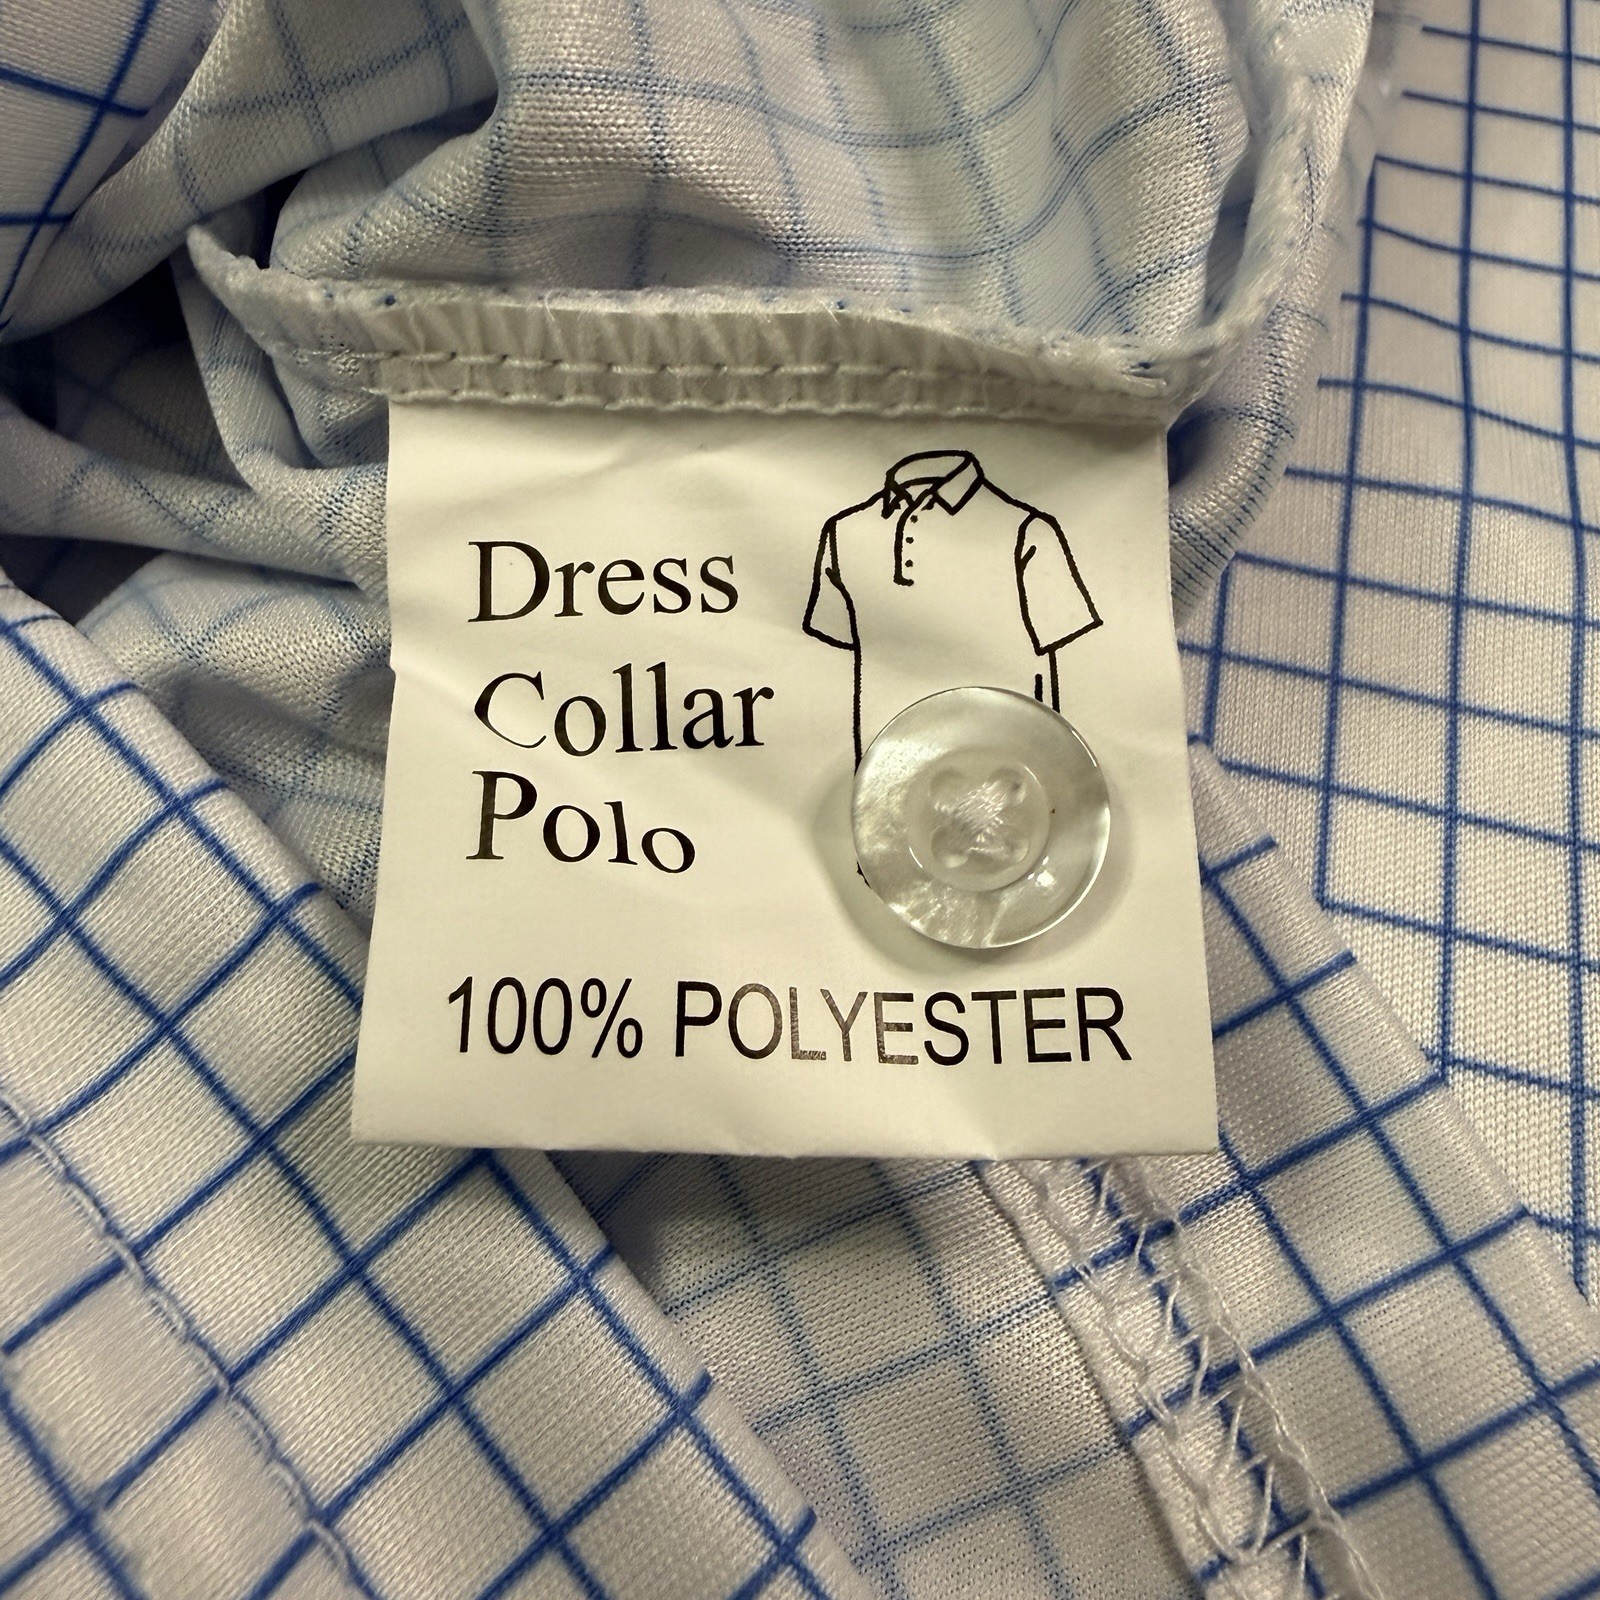 Dress
Collar
Polo
100% POLYESTER